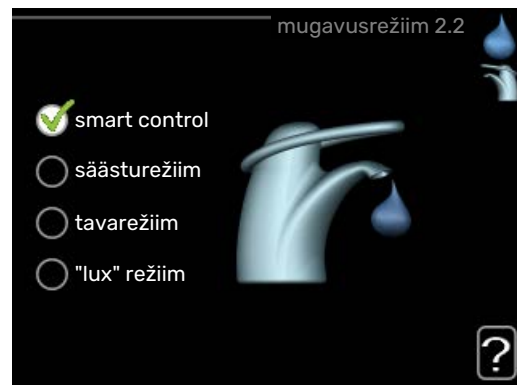 mugavusrežiim 2.2
smart control
säästurežiim
tavarežiim
"lux" režiim
?